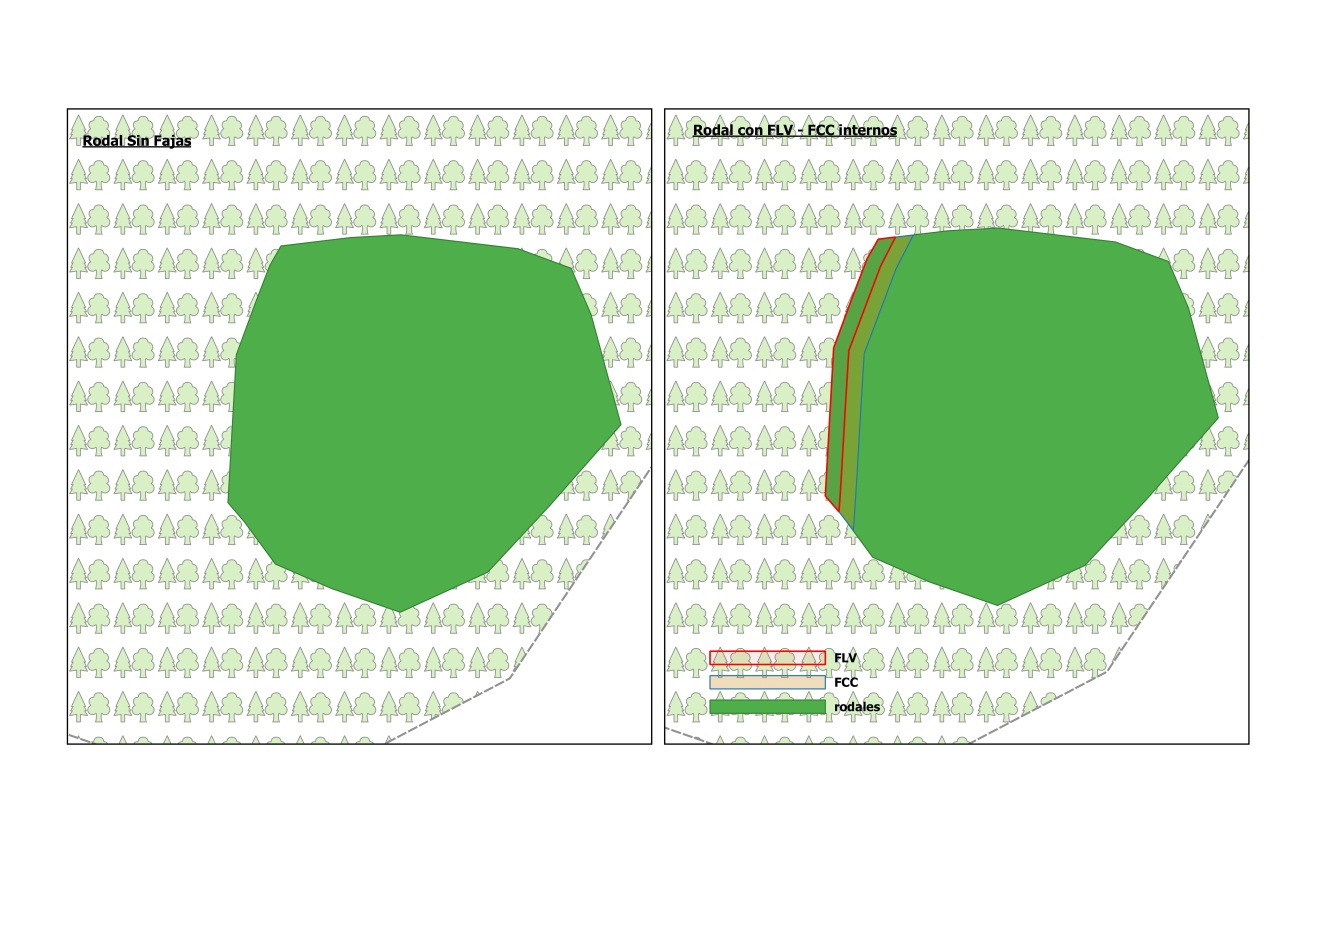 Rodal Sin Fajas
Rodal con FLV - FCC internos
FLV
FCC
rodales